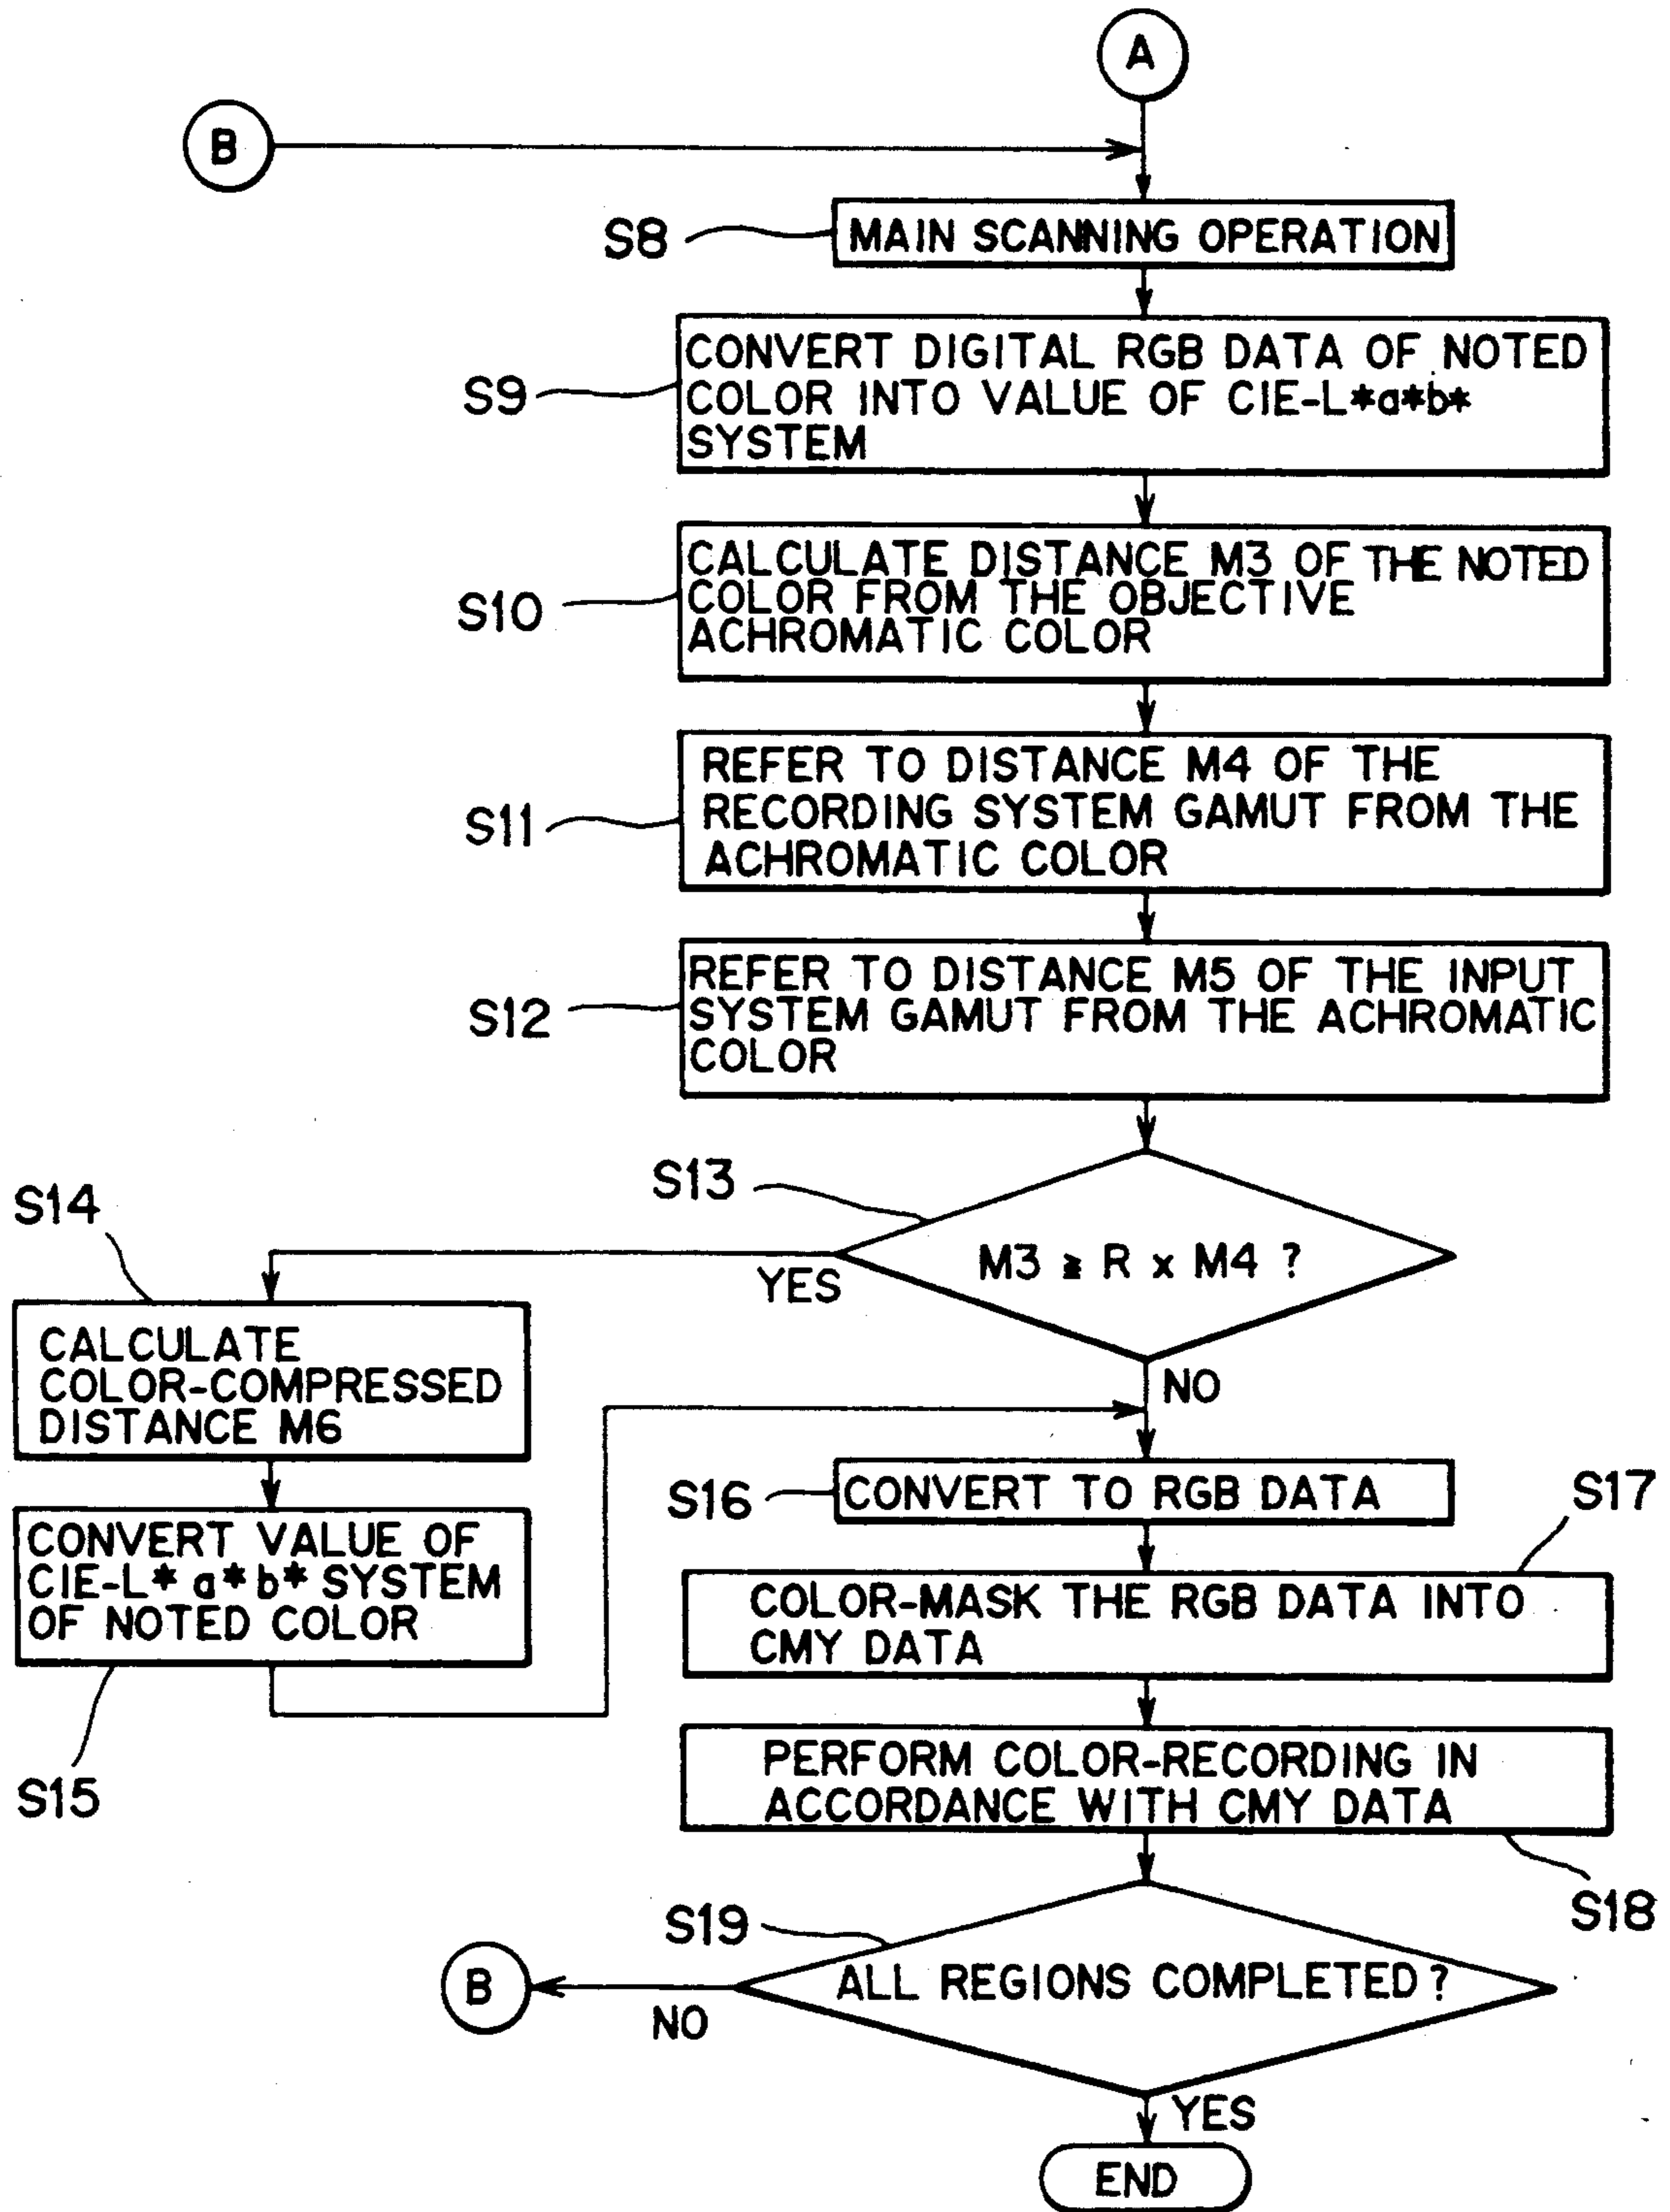 A
B
S8
MAIN SCANNING OPERATION
S9
CONVERT DIGITAL RGB DATA OF NOTED
COLOR INTO VALUE OF CIE-L*a*b*
SYSTEM
S10
CALCULATE DISTANCE M3 OF THE NOTED
COLOR FROM THE OBJECTIVE
ACHROMATIC COLOR
S11
REFER TO DISTANCE M4 OF THE
RECORDING SYSTEM GAMUT FROM THE
ACHROMATIC COLOR
S12
REFER TO DISTANCE M5 OF THE INPUT
SYSTEM GAMUT FROM THE ACHROMATIC
COLOR
S13
M3 ≧ R x M4 ?
YES
NO
S14
CALCULATE
COLOR-COMPRESSED
DISTANCE M6
CONVERT VALUE OF
CIE-L* a* b* SYSTEM
OF NOTED COLOR
S15
S16
CONVERT TO RGB DATA
S17
COLOR-MASK THE RGB DATA INTO
CMY DATA
PERFORM COLOR-RECORDING IN
ACCORDANCE WITH CMY DATA
S18
S19
ALL REGIONS COMPLETED ?
B
NO
YES
END